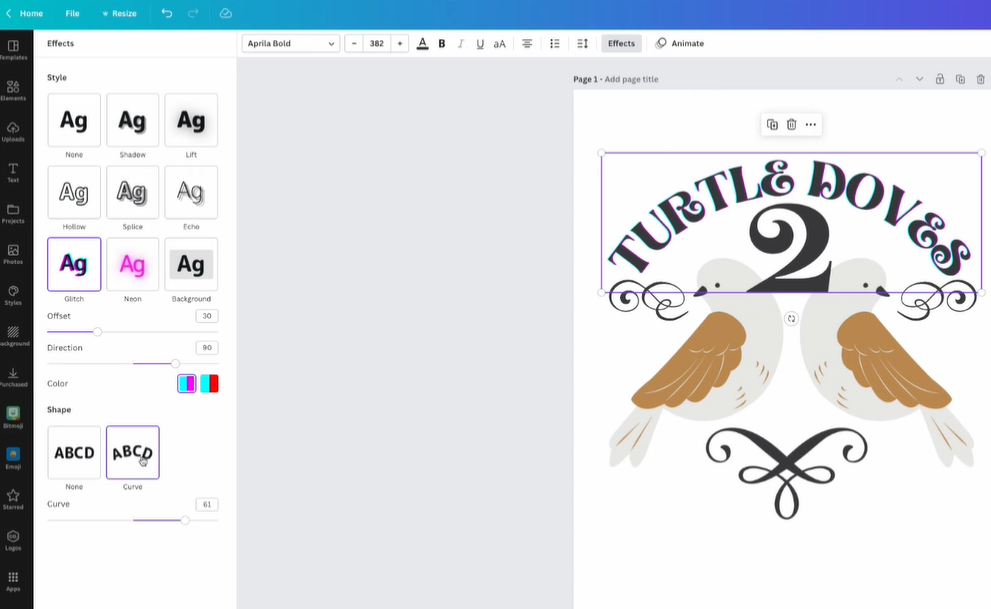 Home File Resize
Effects
Aprila Bold - 382 + A B I U aA Effects Animate
Templates
Elements
Uploads
Text
Projects
Photos
Styles
Background
Purchased
Bitmoji
Emoji
Starred
Logos
Apps
Style
Ag Ag Ag
None Shadow Lift
Ag Ag Ag
Hollow Splice Echo
Ag Ag Ag
Glitch Neon Background
Offset 30
Direction 90
Color
Shape
ABCD ABCD
None Curve
Curve 61
Page 1 - Add page title
TURTLE DOVES
2